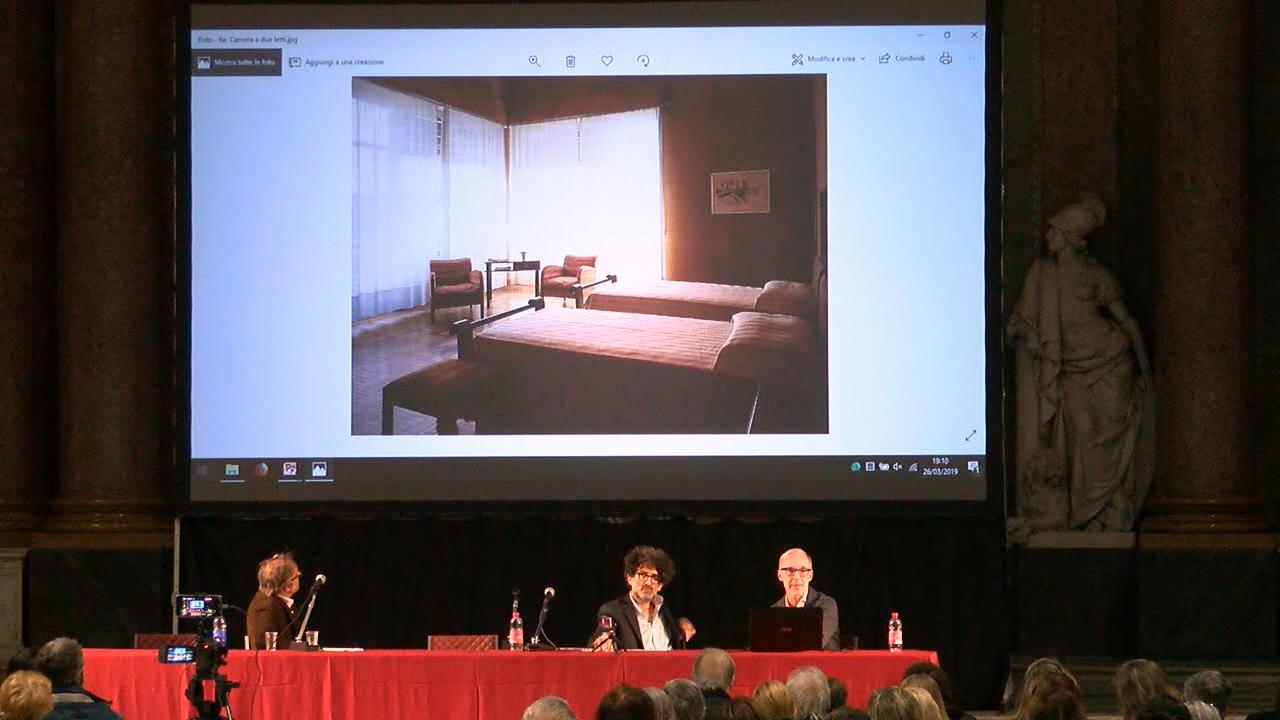 Foto - 6e. Camera a due letti.jpg
Mostra tutte le foto
Aggiungi a una creazione
Modifica e crea
Condividi
19:10
26/03/2019